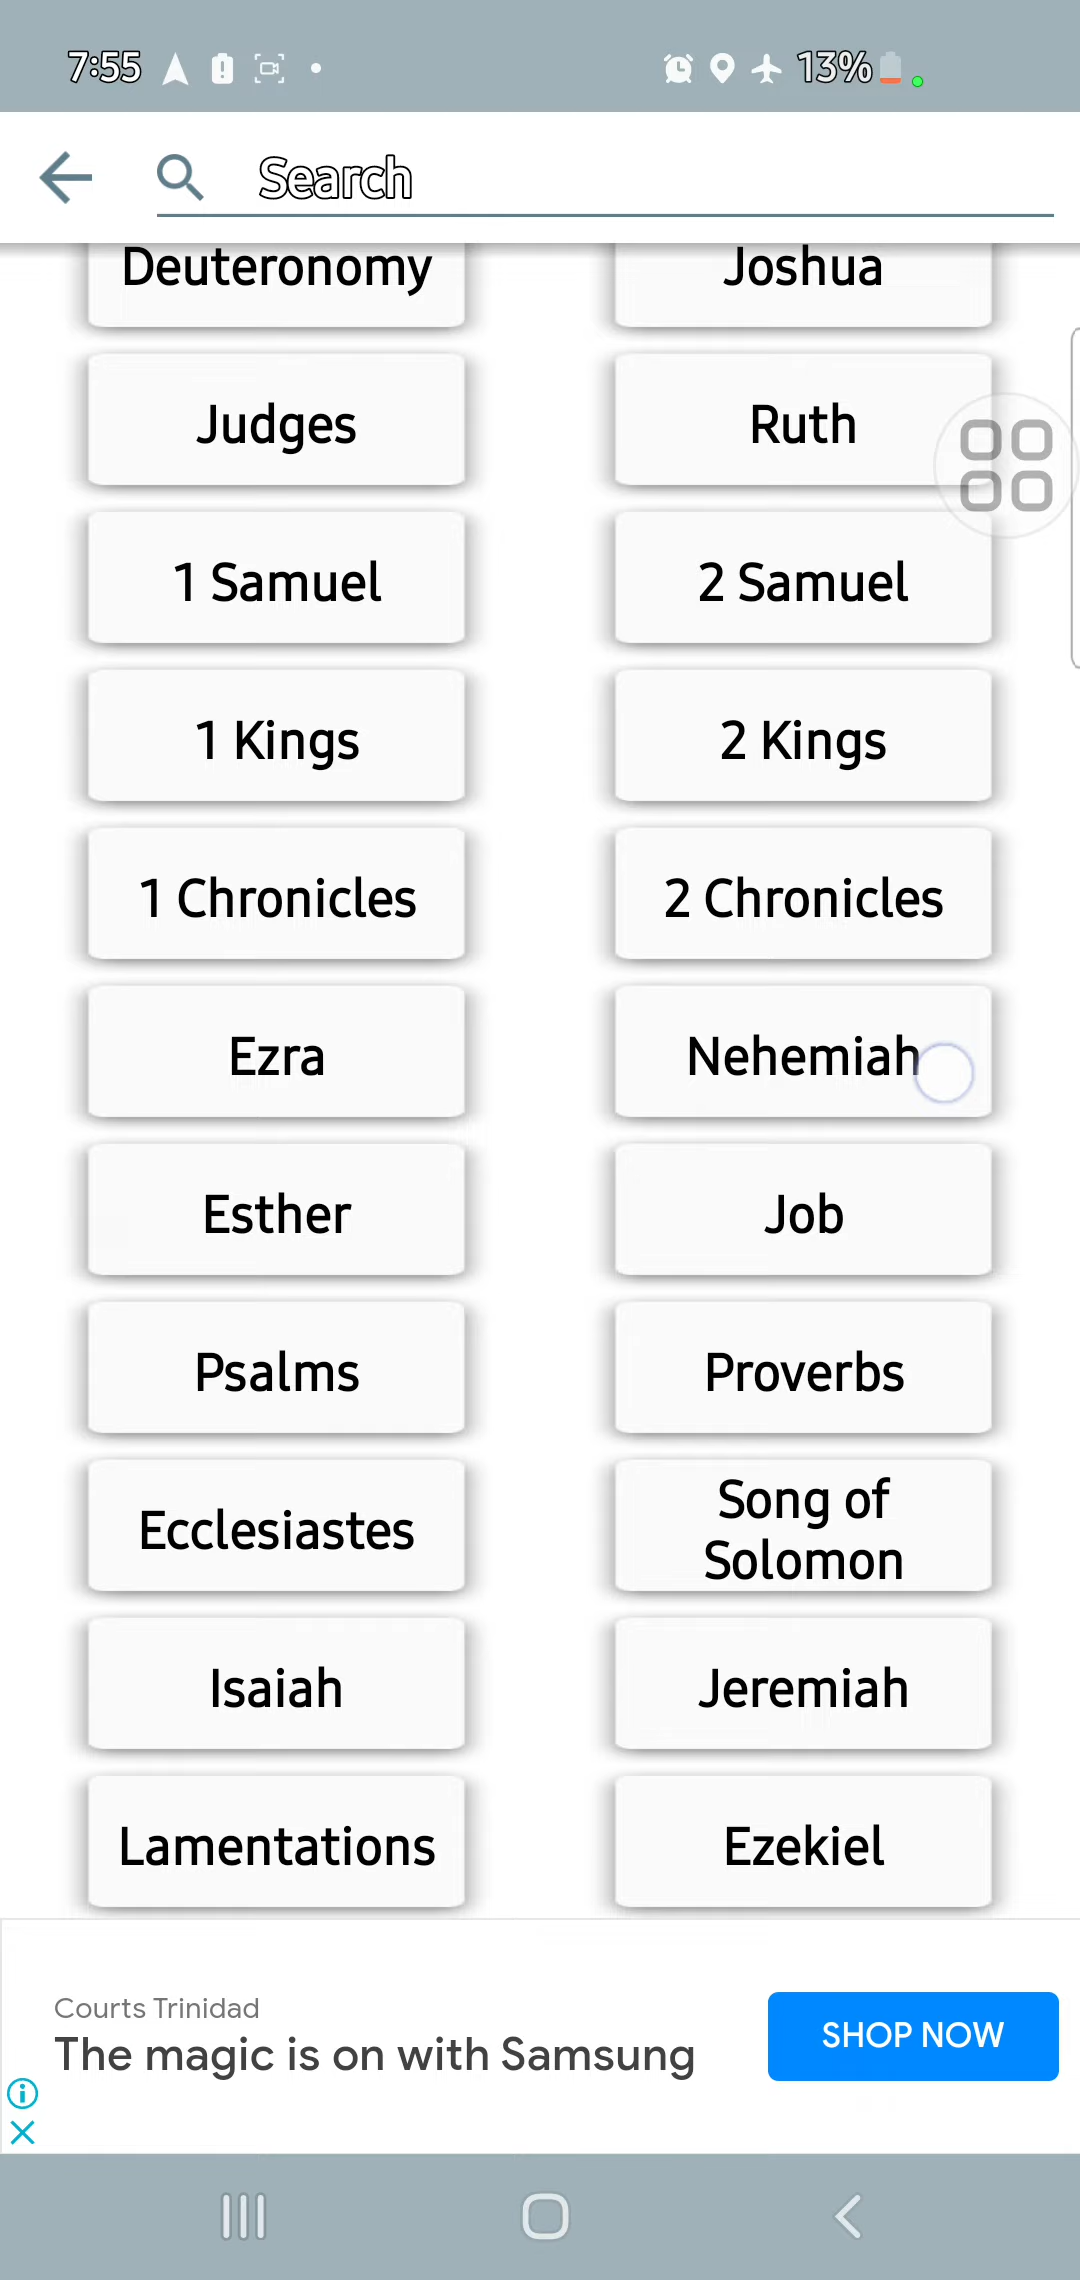 7:55
13%
Search
Deuteronomy
Joshua
Judges
Ruth
1 Samuel
2 Samuel
1 Kings
2 Kings
1 Chronicles
2 Chronicles
Ezra
Nehemiah
Esther
Job
Psalms
Proverbs
Ecclesiastes
Song of
Solomon
Isaiah
Jeremiah
Lamentations
Ezekiel
Courts Trinidad
The magic is on with Samsung
SHOP NOW